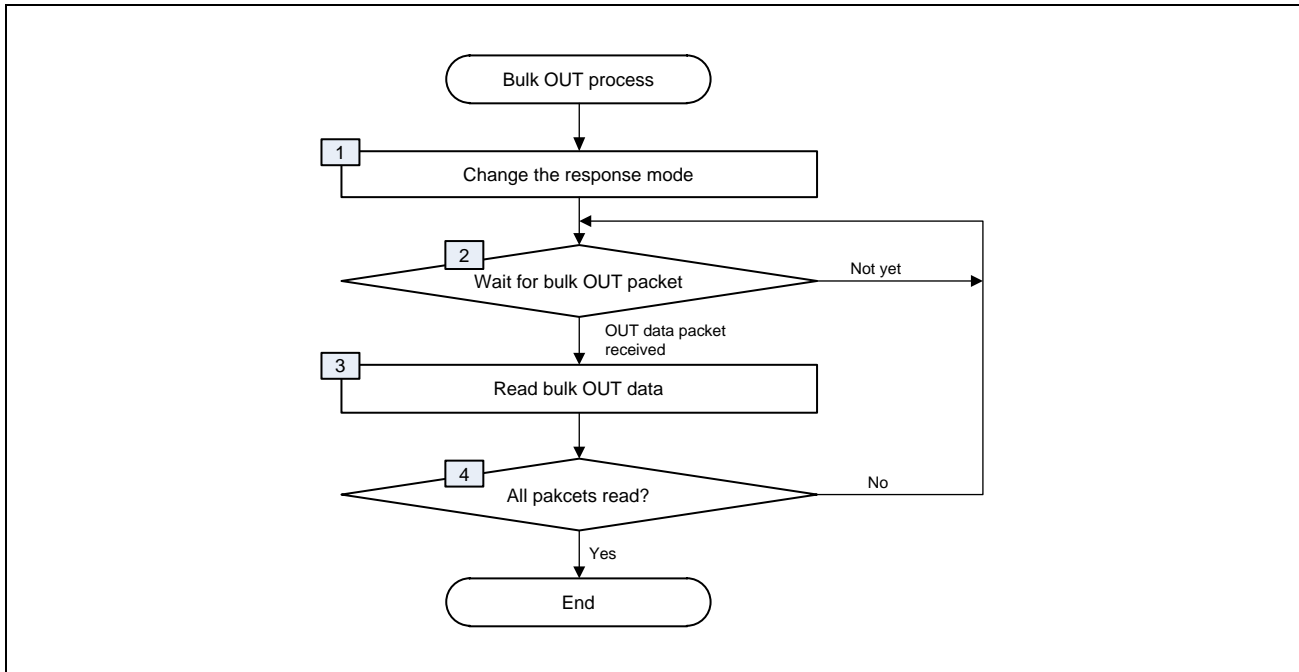 Bulk OUT process
1
Change the response mode
2
Wait for bulk OUT packet
Not yet
OUT data packet
received
3
Read bulk OUT data
4
All pakcets read?
No
Yes
End